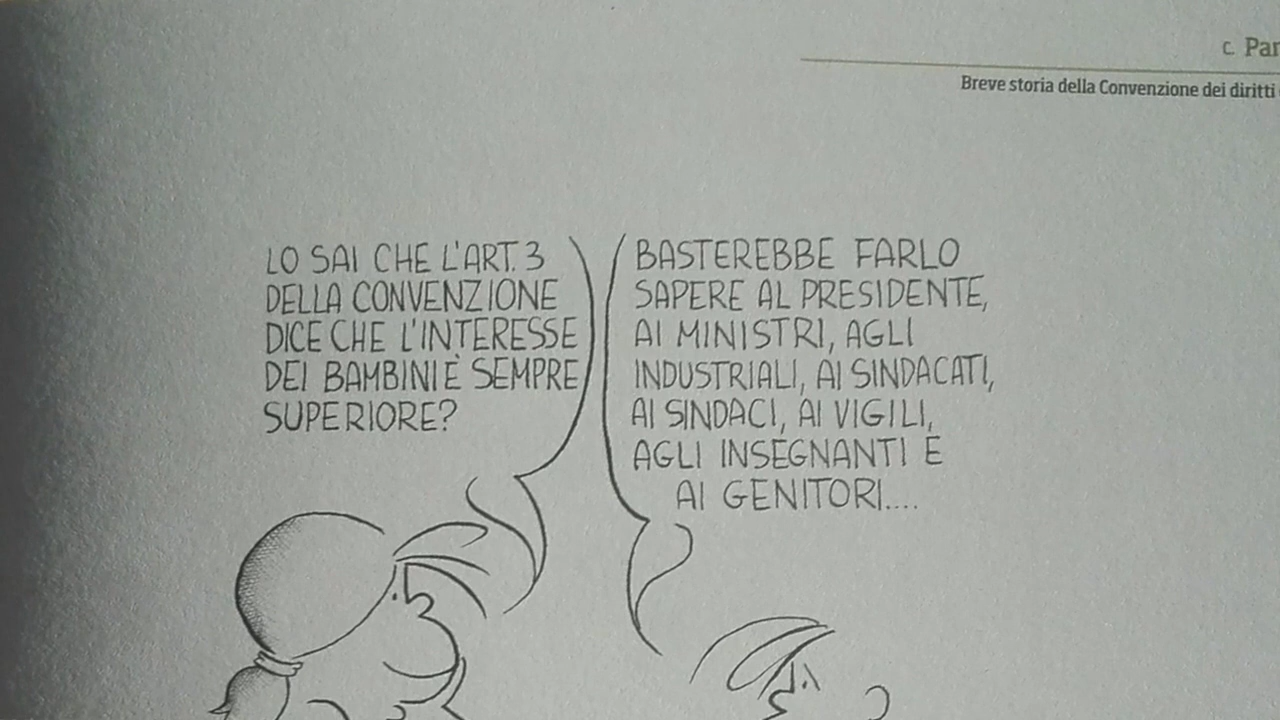 c. Par
Breve storia della Convenzione dei diritti
LO SAI CHE L'ART. 3
DELLA CONVENZIONE
DICE CHE L'INTERESSE
DEI BAMBINI È SEMPRE
SUPERIORE?
BASTEREBBE FARLO
SAPERE AL PRESIDENTE,
AI MINISTRI, AGLI
INDUSTRIALI, AI SINDACATI,
AI SINDACI, AI VIGILI,
AGLI INSEGNANTI E
AI GENITORI....